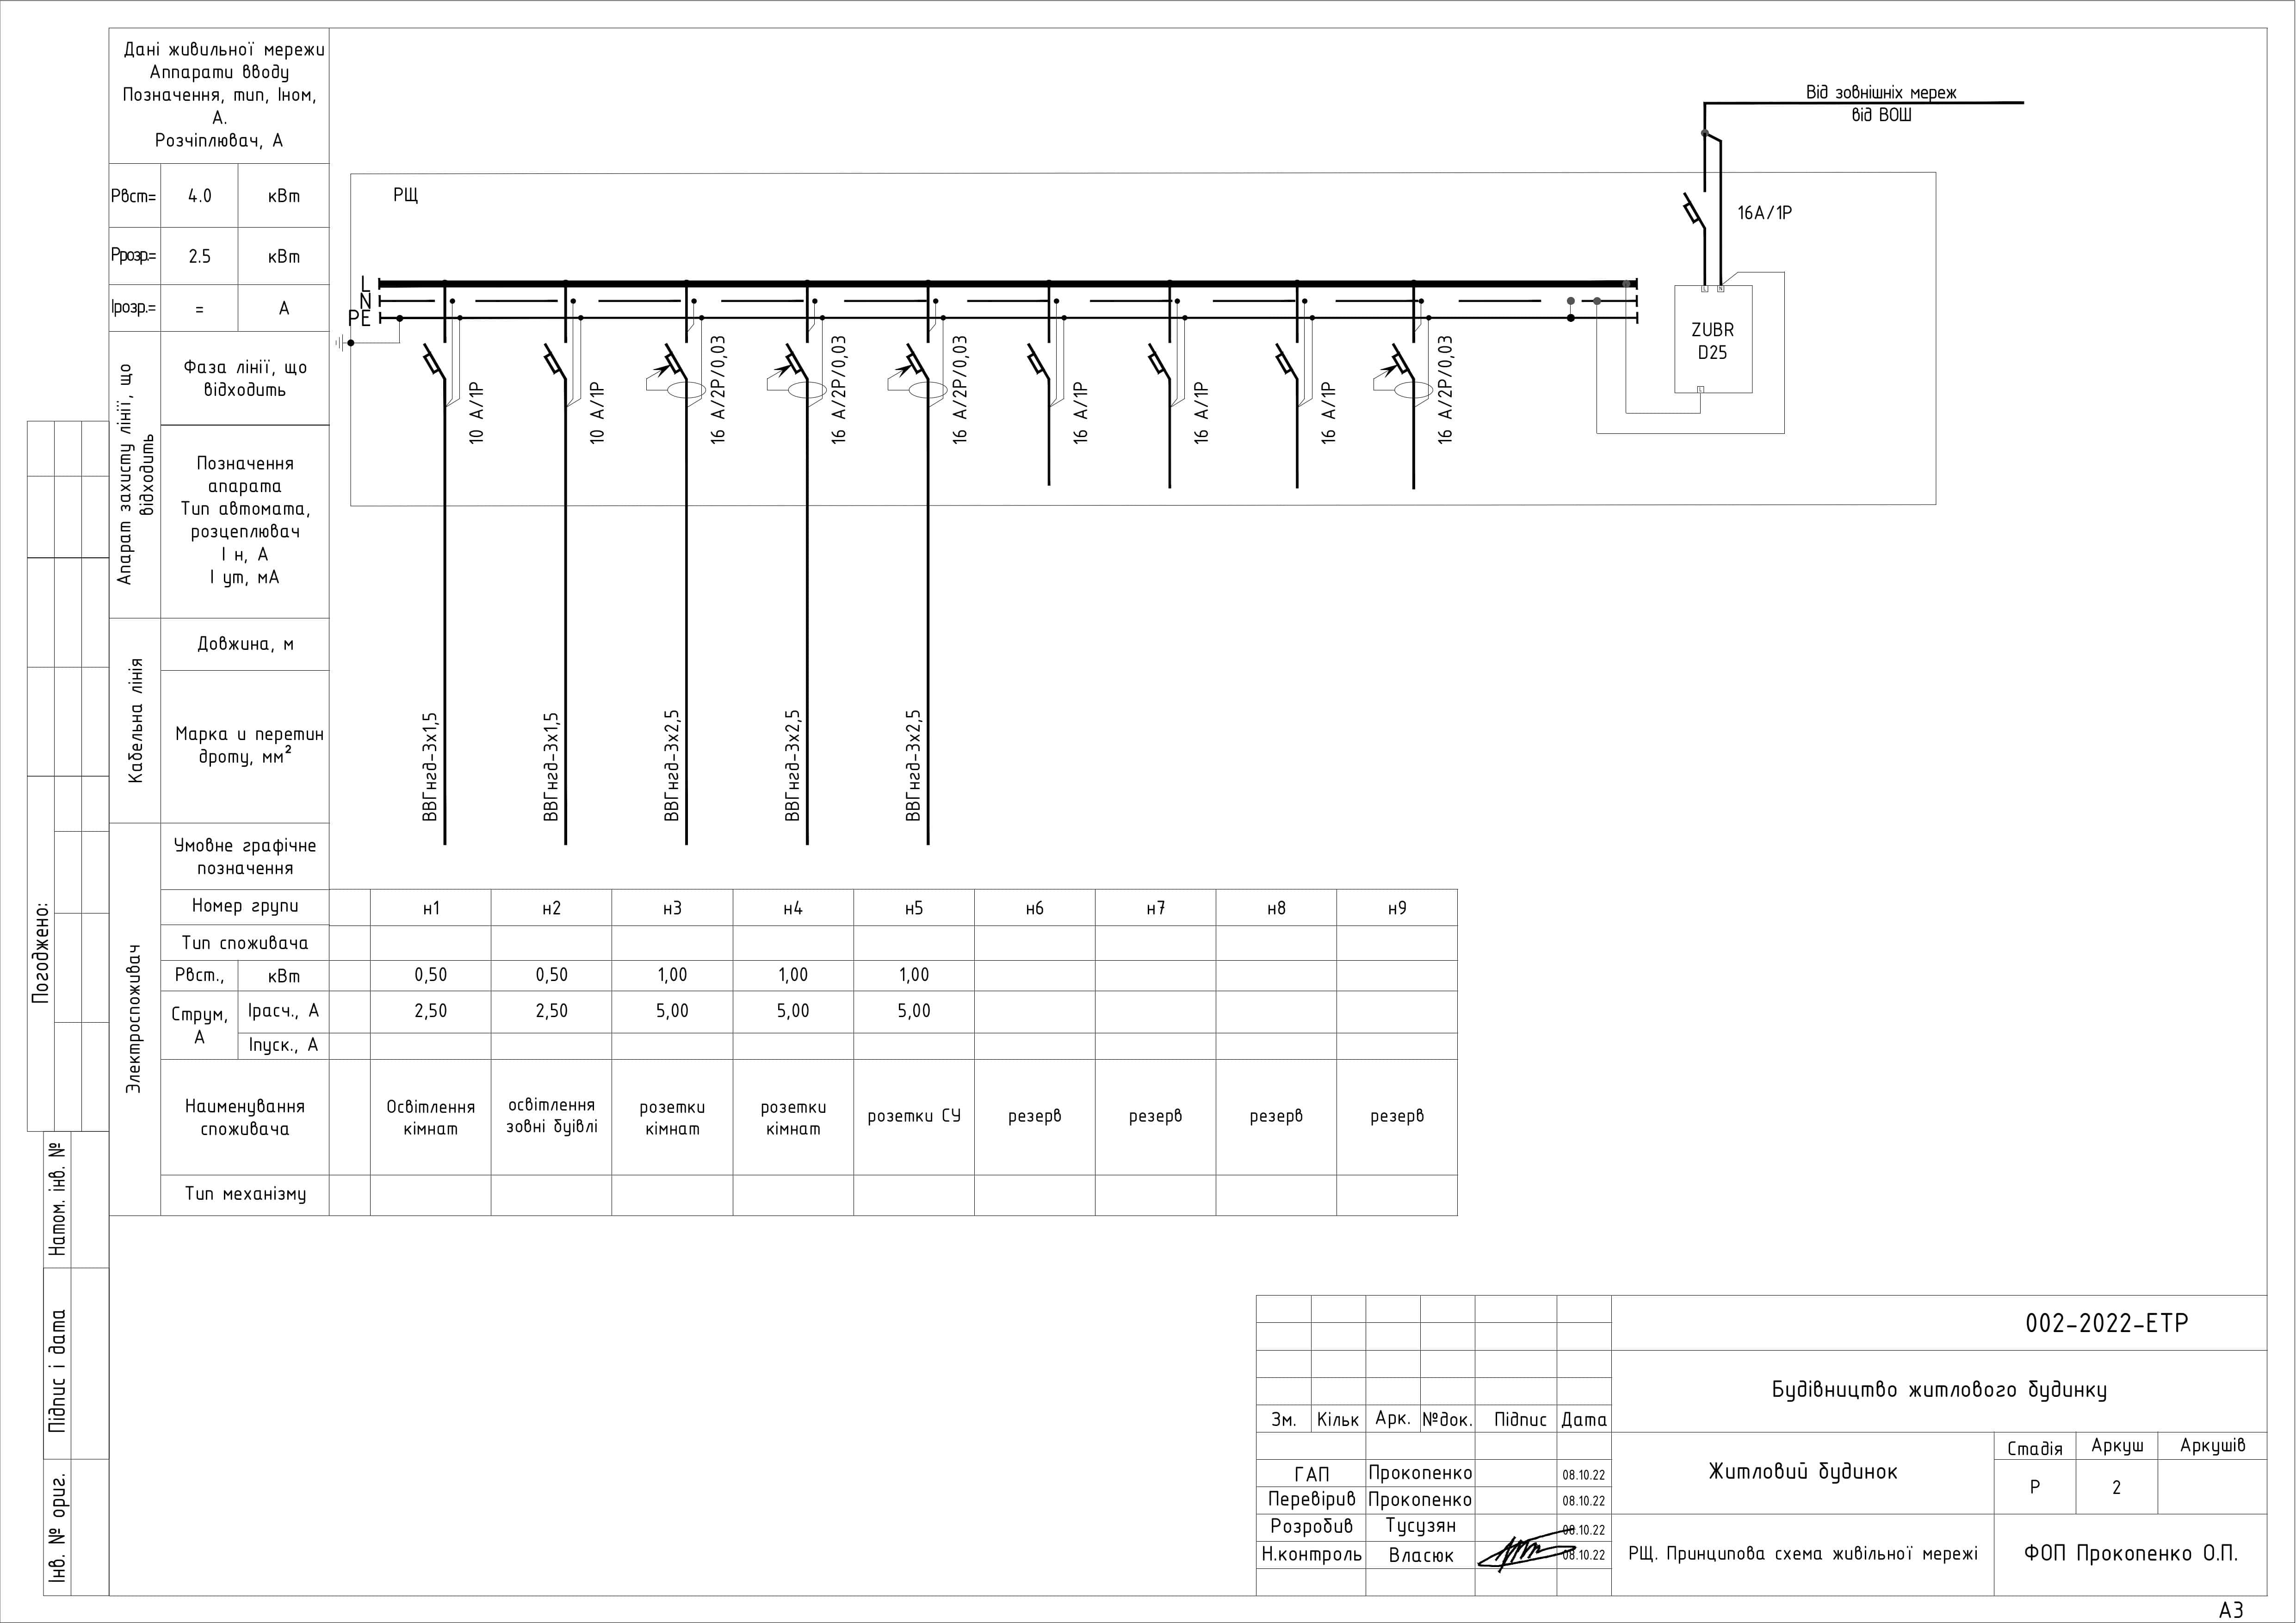 Дані живильної мережи
Аппарати вводу
Позначення, тип, Іном,
А.
Розчіплювач, А
Рвст= 4.0 кВт
Ррозр.= 2.5 кВт
Ірозр.= = А
Апарат захисту лінії, що
відходить
Фаза лінії, що
відходить
Позначення
апарата
Тип автомата,
розцеплювач
І н, А
І ут, мА
Кабельна лінія
Довжина, м
Марка и перетин
дроту, мм²
Від зовнішніх мереж
від ВОШ
РЩ
16А/1Р
L
N
PE
L N
ZUBR
D25
L
10 А/1Р
10 А/1Р
16 А/2Р/0,03
16 А/2Р/0,03
16 А/2Р/0,03
16 А/1Р
16 А/1Р
16 А/1Р
16 А/2Р/0,03
ВВГнгд-3х1,5
ВВГнгд-3х1,5
ВВГнгд-3х2,5
ВВГнгд-3х2,5
ВВГнгд-3х2,5
Электроспоживач
Умовне графічне
позначення
Номер групи н1 н2 н3 н4 н5 н6 н7 н8 н9
Тип споживача
Рвст., кВт 0,50 0,50 1,00 1,00 1,00
Струм,
А
Ірасч., А 2,50 2,50 5,00 5,00 5,00
Іпуск., А
Наименування
споживача
Освітлення
кімнат
освітлення
зовні буівлі
розетки
кімнат
розетки
кімнат
розетки СУ
резерв
резерв
резерв
резерв
Тип механізму
Погоджено:
Натом. інв. №
Підпис і дата
Інв. № ориг.
002-2022-ЕТР
Будівництво житлового будинку
Зм. Кільк Арк. №док. Підпис Дата
Житловий будинок
Стадія Аркуш Аркушів
Р 2
ГАП Прокопенко 08.10.22
Перевірив Прокопенко 08.10.22
Розробив Тусузян 08.10.22
Н.контроль Власюк 08.10.22
РЩ. Принципова схема живільної мережі
ФОП Прокопенко О.П.
А3